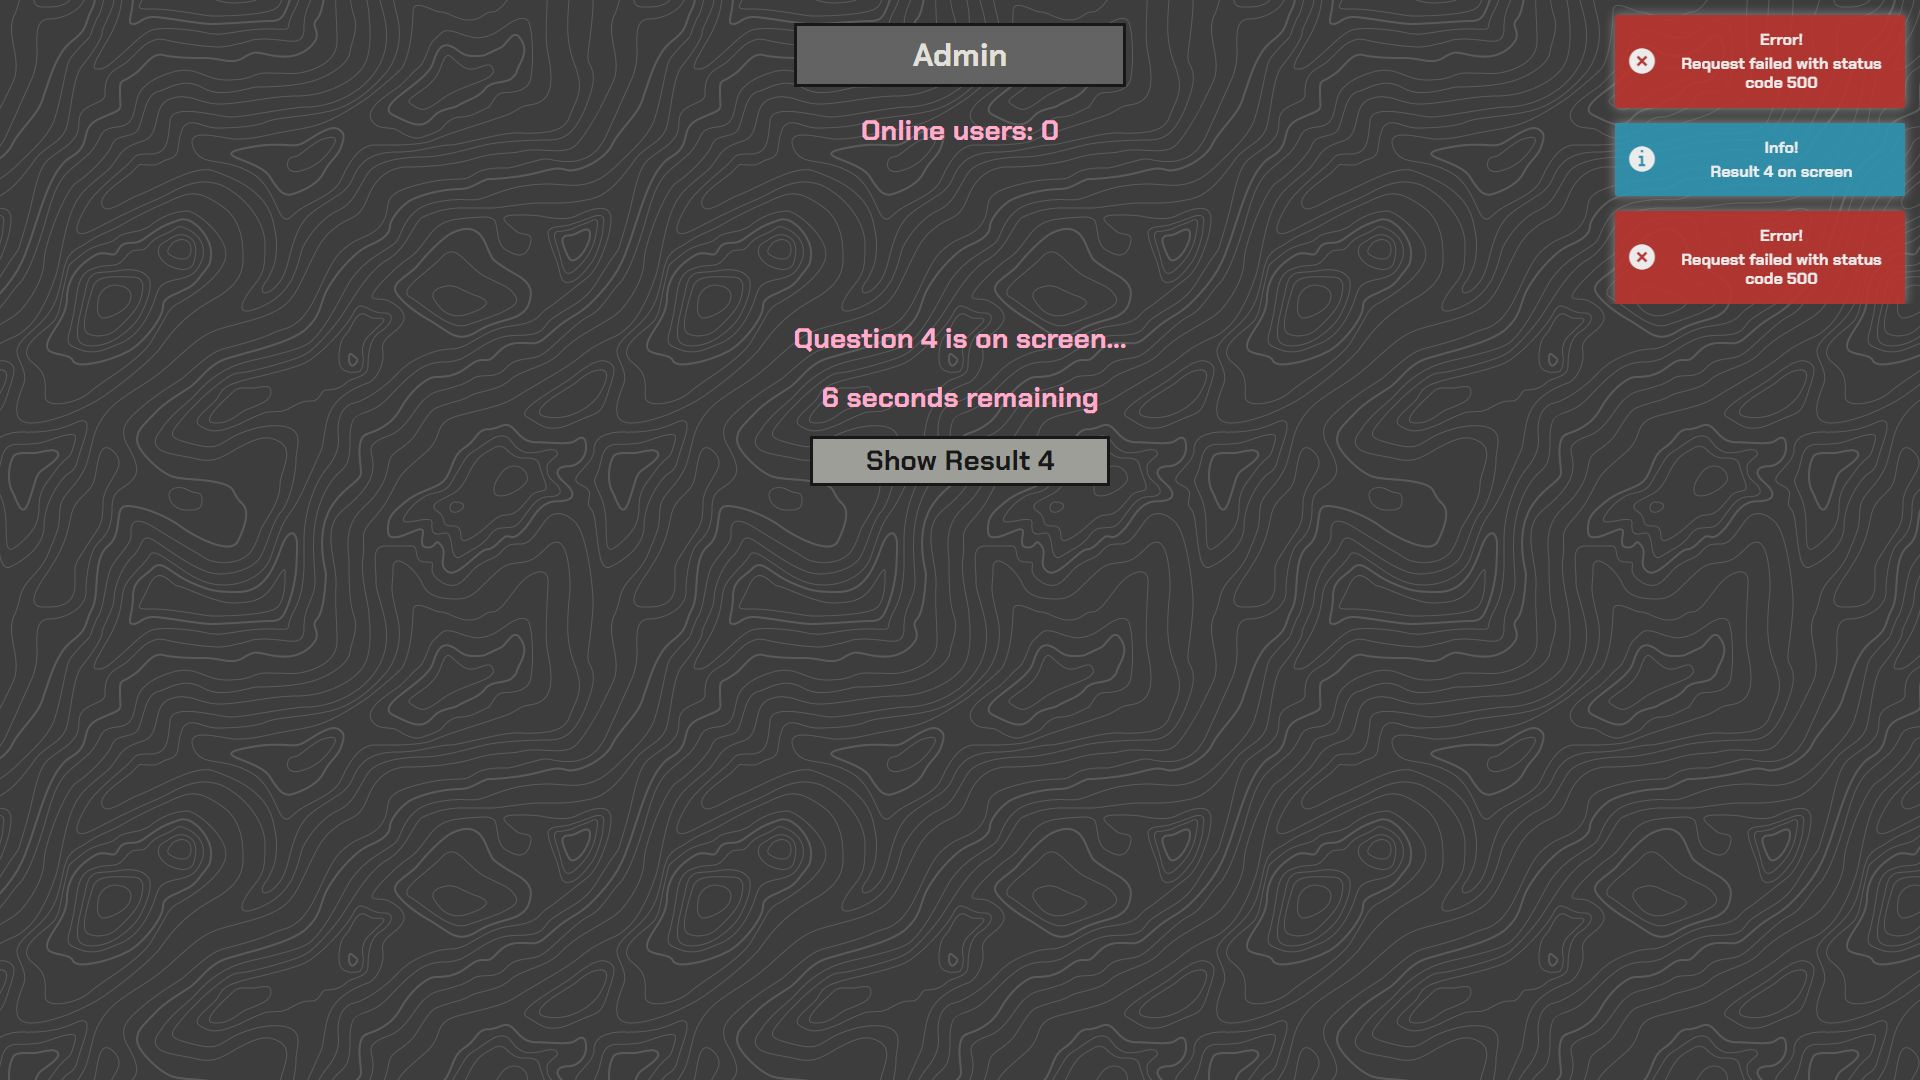 Admin
Online users: 0
Question 4 is on screen...
6 seconds remaining
Show Result 4
Error!
Request failed with status
code 500
Info!
Result 4 on screen
Error!
Request failed with status
code 500